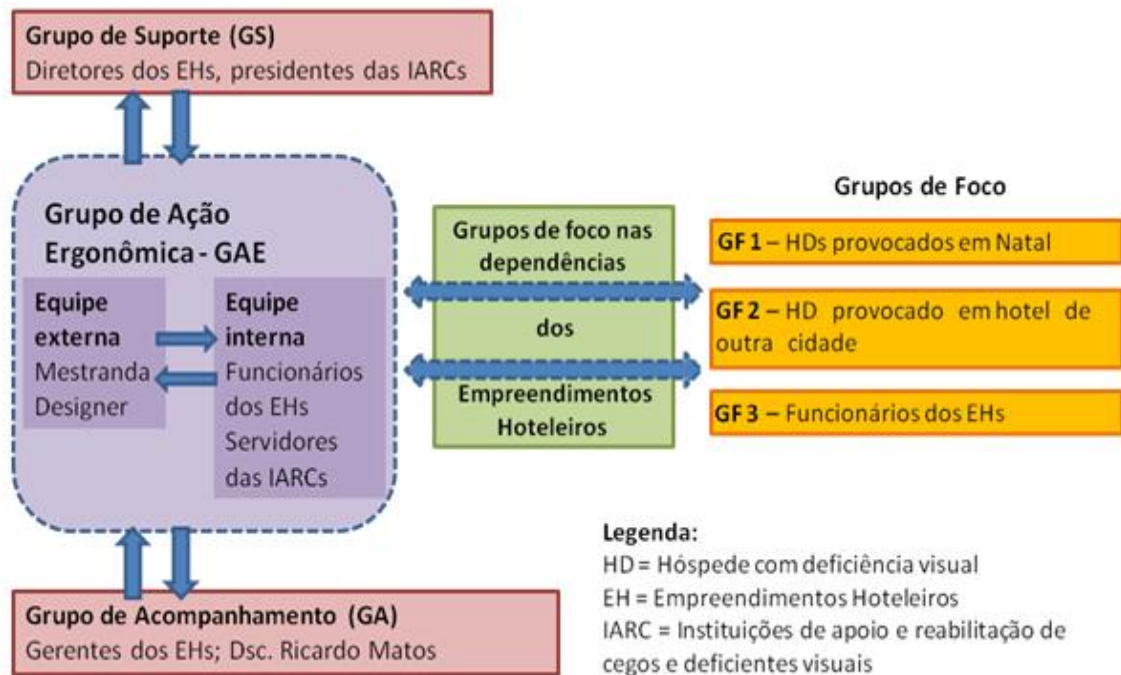 Grupo de Suporte (GS)
Diretores dos EHs, presidentes das IARCs
Grupo de Ação
Ergonômica - GAE
Equipe
externa
Mestranda
Designer
Equipe
interna
Funcionários
dos EHs
Servidores
das IARCs
Grupos de foco nas
dependências
dos
Empreendimentos
Hoteleiros
Grupos de Foco
GF 1 – HDs provocados em Natal
GF 2 – HD provocado em hotel de
outra cidade
GF 3 – Funcionários dos EHs
Grupo de Acompanhamento (GA)
Gerentes dos EHs; Dsc. Ricardo Matos
Legenda:
HD = Hóspede com deficiência visual
EH = Empreendimentos Hoteleiros
IARC = Instituições de apoio e reabilitação de
cegos e deficientes visuais